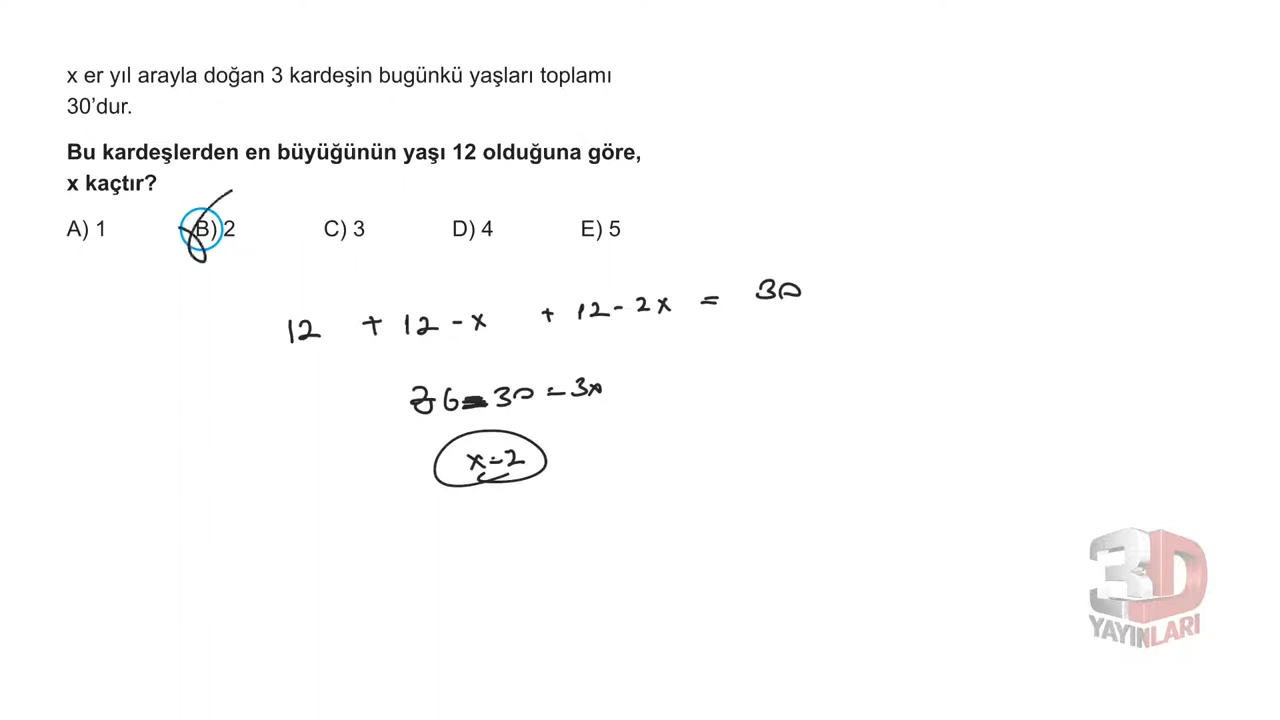 x er yıl arayla doğan 3 kardeşin bugünkü yaşları toplamı
30’dur.
Bu kardeşlerden en büyüğünün yaşı 12 olduğuna göre,
x kaçtır?
A) 1 B) 2 C) 3 D) 4 E) 5
12 + 12 - x + 12 - 2x = 30
36 - 30 = 3x
x = 2
3D
YAYINLARI